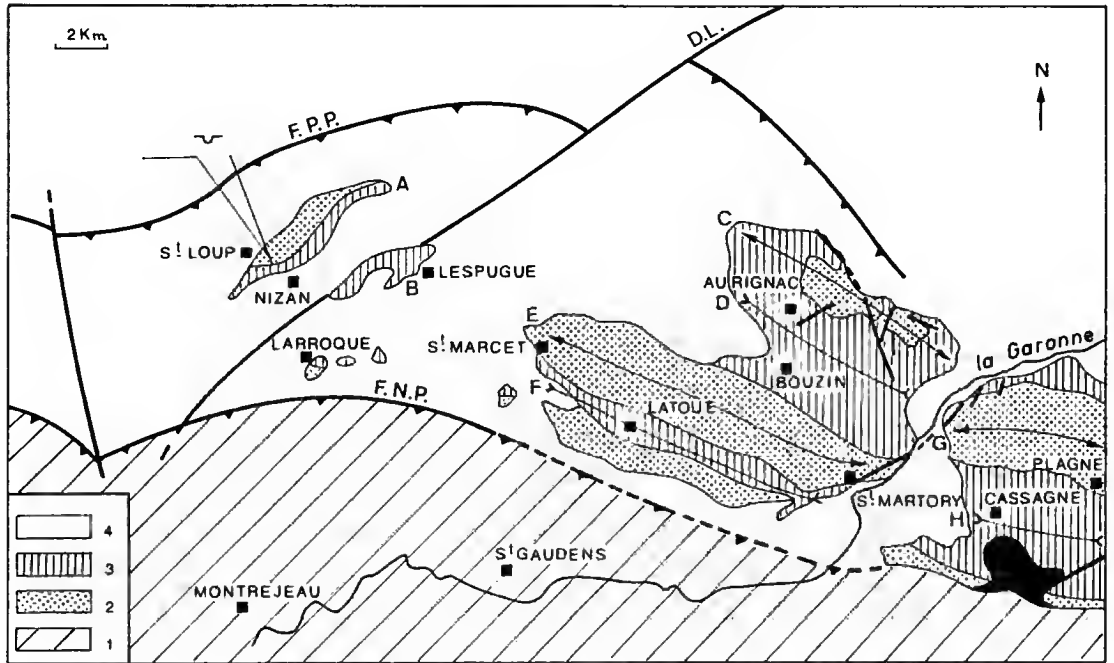 2 Km.
D.L.
N
F.P.P.
A
St LOUP
NIZAN
LESPUGUE
B
C
AURIGNAC
D
E
St MARCET
LARROQUE
la Garonne
BOUZIN
F.N.P.
F
LATOUE
G
PLAGNE
St MARTORY
CASSAGNE
H
4
3
2
1
St GAUDENS
MONTREJEAU